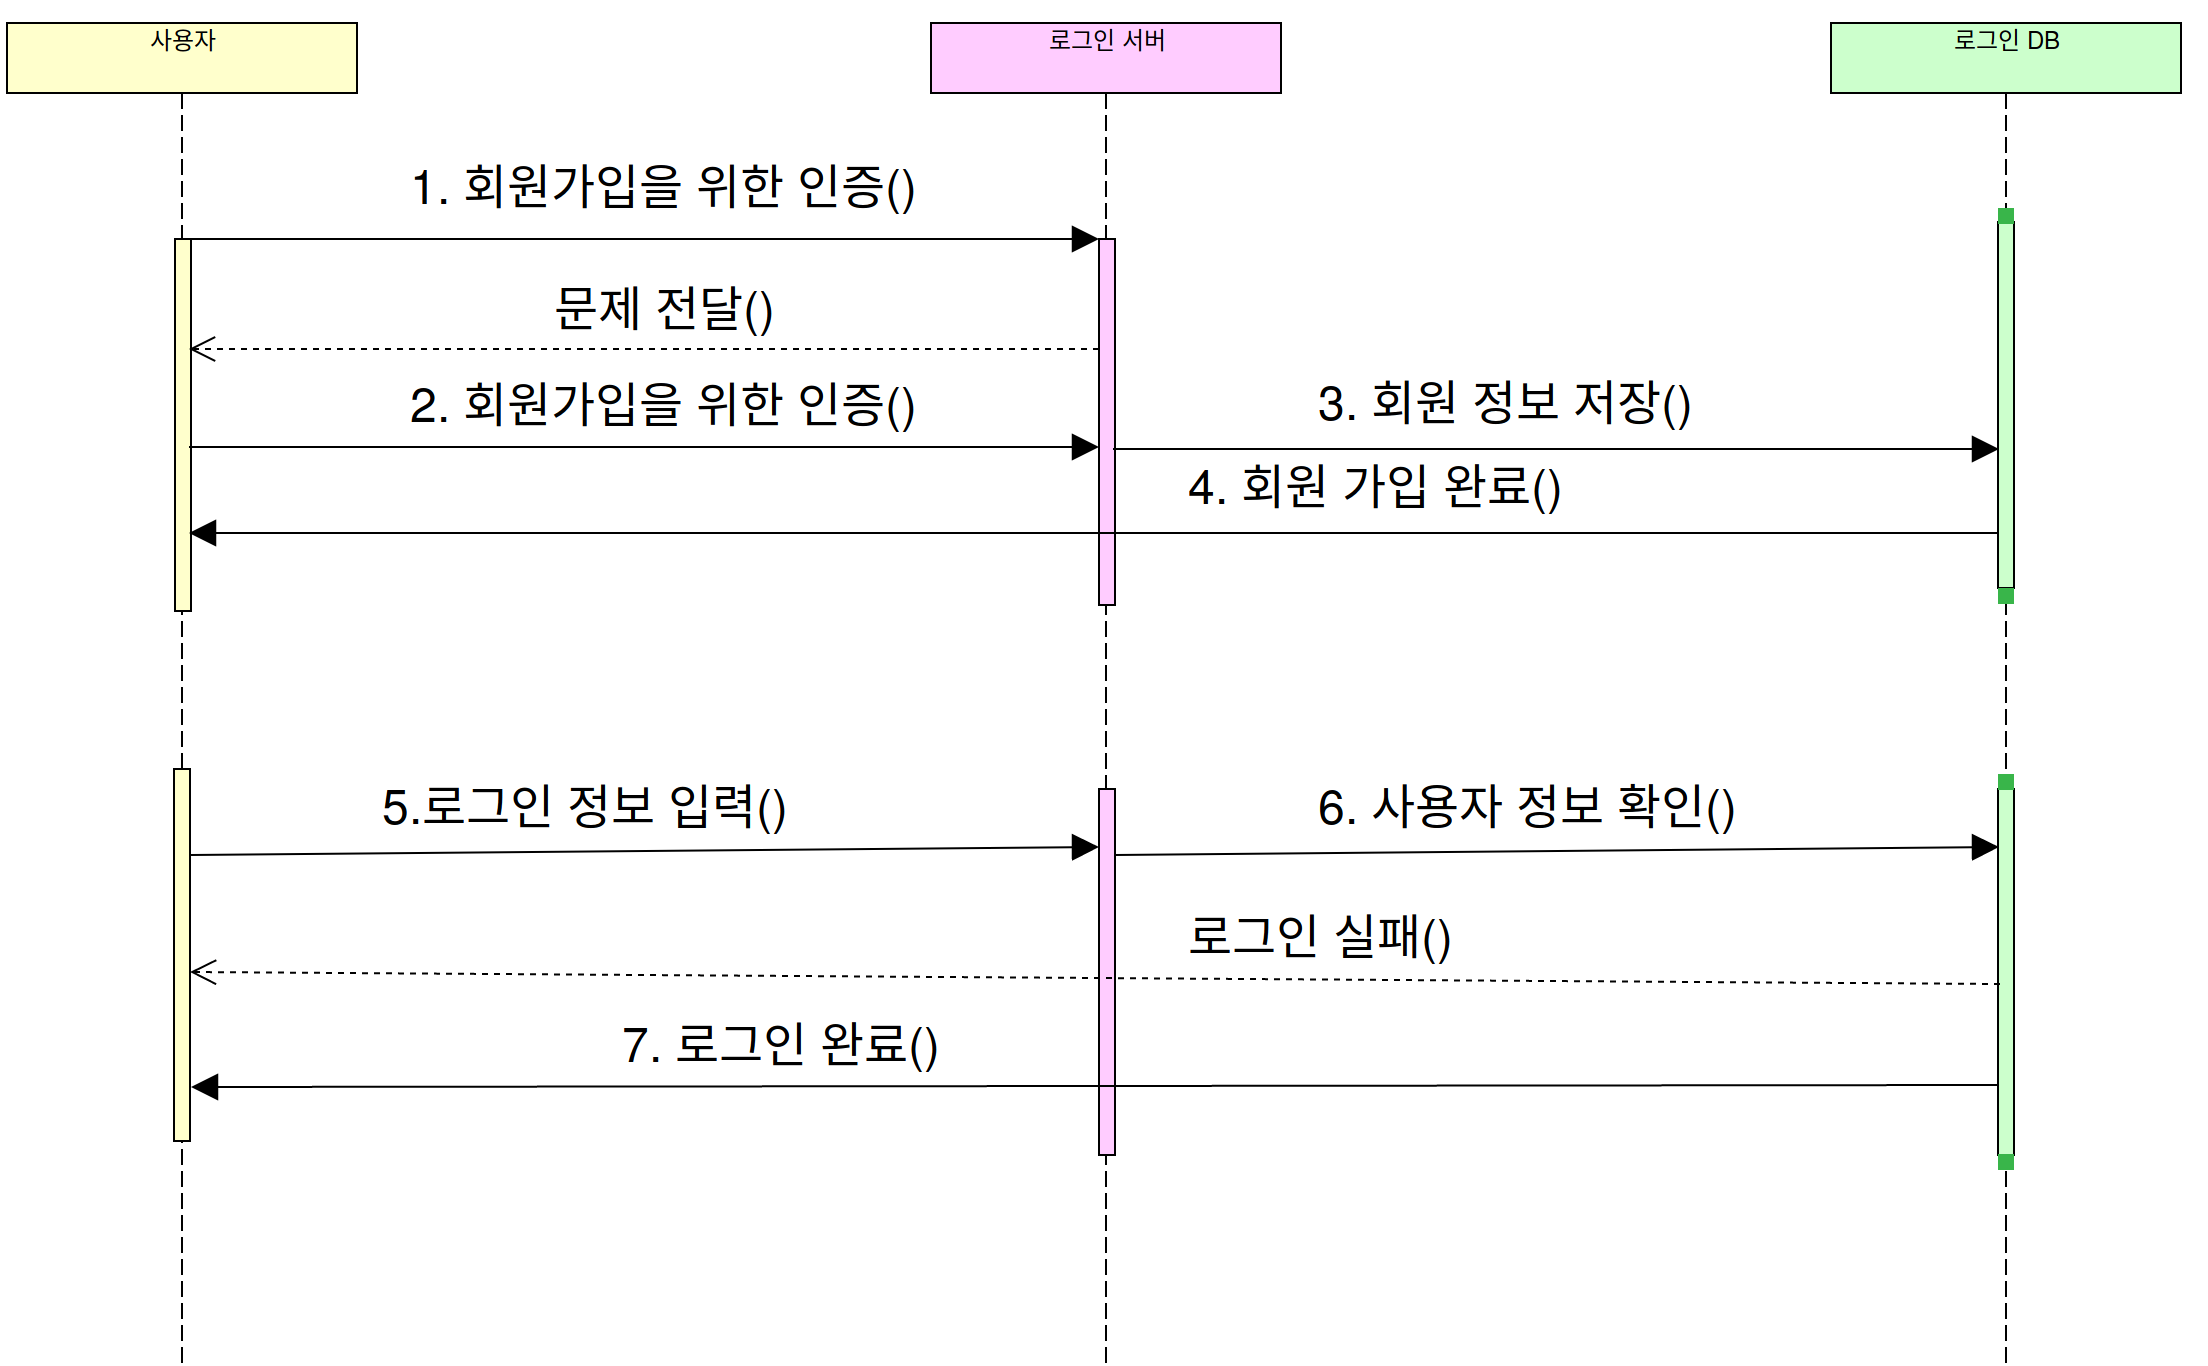 사용자
로그인 서버
로그인 DB
1. 회원가입을 위한 인증()
문제 전달()
2. 회원가입을 위한 인증()
3. 회원 정보 저장()
4. 회원 가입 완료()
5.로그인 정보 입력()
6. 사용자 정보 확인()
로그인 실패()
7. 로그인 완료()